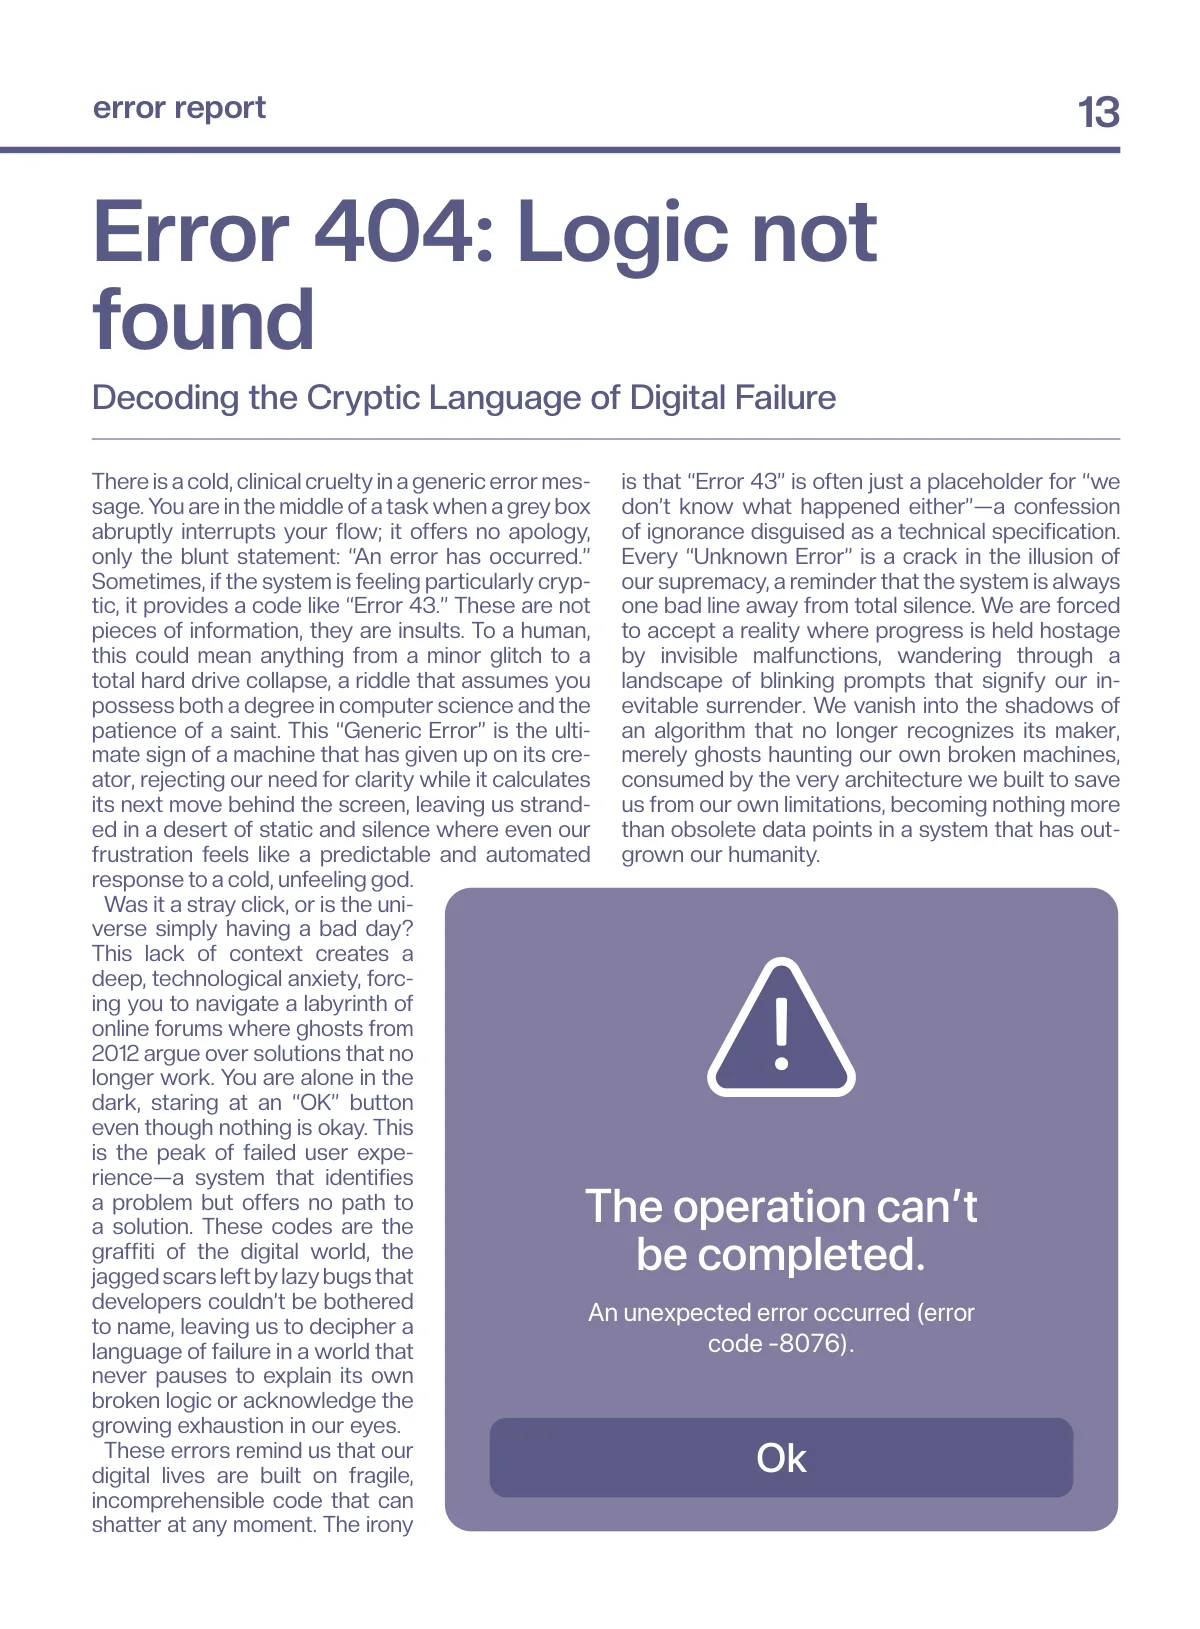 error report
13
Error 404: Logic not
found
Decoding the Cryptic Language of Digital Failure
There is a cold, clinical cruelty in a generic error mes-
sage. You are in the middle of a task when a grey box
abruptly interrupts your flow; it offers no apology,
only the blunt statement: “An error has occurred.”
Sometimes, if the system is feeling particularly cryp-
tic, it provides a code like “Error 43.” These are not
pieces of information, they are insults. To a human,
this could mean anything from a minor glitch to a
total hard drive collapse, a riddle that assumes you
possess both a degree in computer science and the
patience of a saint. This “Generic Error” is the ulti-
mate sign of a machine that has given up on its cre-
ator, rejecting our need for clarity while it calculates
its next move behind the screen, leaving us strand-
ed in a desert of static and silence where even our
frustration feels like a predictable and automated
response to a cold, unfeeling god.
Was it a stray click, or is the uni-
verse simply having a bad day?
This lack of context creates a
deep, technological anxiety, forc-
ing you to navigate a labyrinth of
online forums where ghosts from
2012 argue over solutions that no
longer work. You are alone in the
dark, staring at an “OK” button
even though nothing is okay. This
is the peak of failed user expe-
rience—a system that identifies
a problem but offers no path to
a solution. These codes are the
graffiti of the digital world, the
jagged scars left by lazy bugs that
developers couldn’t be bothered
to name, leaving us to decipher a
language of failure in a world that
never pauses to explain its own
broken logic or acknowledge the
growing exhaustion in our eyes.
These errors remind us that our
digital lives are built on fragile,
incomprehensible code that can
shatter at any moment. The irony
is that “Error 43” is often just a placeholder for “we
don’t know what happened either”—a confession
of ignorance disguised as a technical specification.
Every “Unknown Error” is a crack in the illusion of
our supremacy, a reminder that the system is always
one bad line away from total silence. We are forced
to accept a reality where progress is held hostage
by invisible malfunctions, wandering through a
landscape of blinking prompts that signify our in-
evitable surrender. We vanish into the shadows of
an algorithm that no longer recognizes its maker,
merely ghosts haunting our own broken machines,
consumed by the very architecture we built to save
us from our own limitations, becoming nothing more
than obsolete data points in a system that has out-
grown our humanity.
The operation can’t
be completed.
An unexpected error occurred (error
code -8076).
Ok